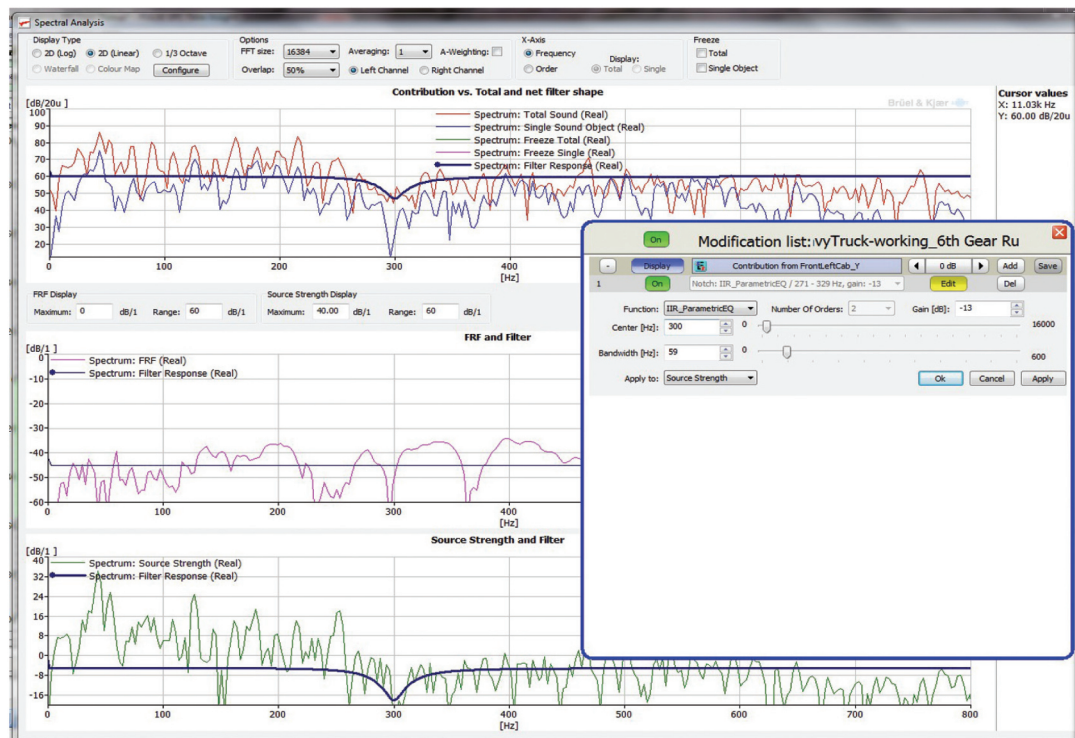 Spectral Analysis
Display Type
2D (Log) 2D (Linear) 1/3 Octave
Waterfall Colour Map Configure
Options
FFT size: 16384 Averaging: 1 A-Weighting:
Overlap: 50% Left Channel Right Channel
X-Axis
Frequency
Order
Display:
Total Single
Freeze
Total
Single Object
Contribution vs. Total and net filter shape
[dB/20u]
Brüel & Kjær
Cursor values
X: 11.03k Hz
Y: 60.00 dB/20u
Spectrum: Total Sound (Real)
Spectrum: Single Sound Object (Real)
Spectrum: Freeze Total (Real)
Spectrum: Freeze Single (Real)
Spectrum: Filter Response (Real)
100
90
80
70
60
50
40
30
20
0 100 200 300 400
[Hz]
FRF Display
Maximum: 0 dB/1 Range: 60 dB/1
Source Strength Display
Maximum: 40.00 dB/1 Range: 60 dB/1
On Modification list: vyTruck-working_6th Gear Ru
- Display Contribution from FrontLeftCab_Y 0 dB Add Save
1 On Notch: IIR_ParametricEQ / 271 - 329 Hz, gain: -13 Edit Del
Function: IIR_ParametricEQ Number Of Orders: 2 Gain [dB]: -13
Center [Hz]: 300 0 16000
Bandwidth [Hz]: 59 0 600
Apply to: Source Strength Ok Cancel Apply
FRF and Filter
[dB/1 ]
Spectrum: FRF (Real)
Spectrum: Filter Response (Real)
0
-10
-20
-30
-40
-50
-60
0 100 200 300 400
[Hz]
Source Strength and Filter
[dB/1 ]
Spectrum: Source Strength (Real)
Spectrum: Filter Response (Real)
40
32
24
16
8
0
-8
-16
0 100 200 300 400 500 600 700 800
[Hz]